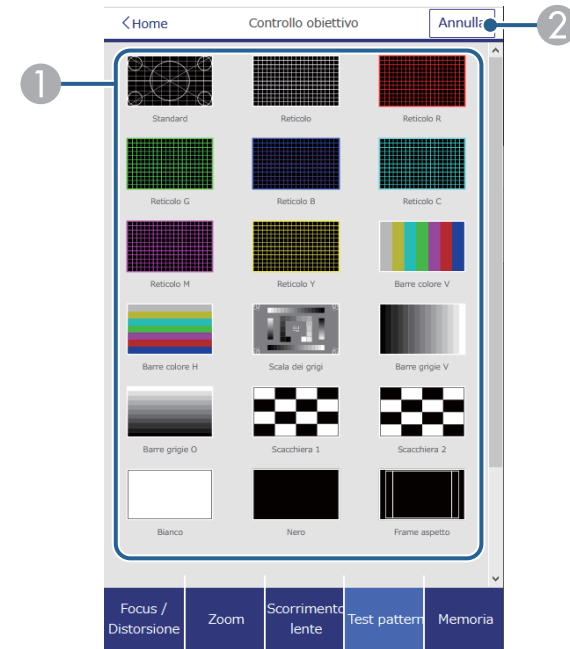 <Home Controllo obiettivo Annulla
2
1
Standard Reticolo Reticolo R
Reticolo G Reticolo B Reticolo C
Reticolo M Reticolo Y Barre colore V
Barre colore H Scala dei grigi Barre grigie V
Barre grigie O Scacchiera 1 Scacchiera 2
Bianco Nero Frame aspetto
Focus /
Distorsione
Zoom
Scorrimento
lente
Test pattern
Memoria